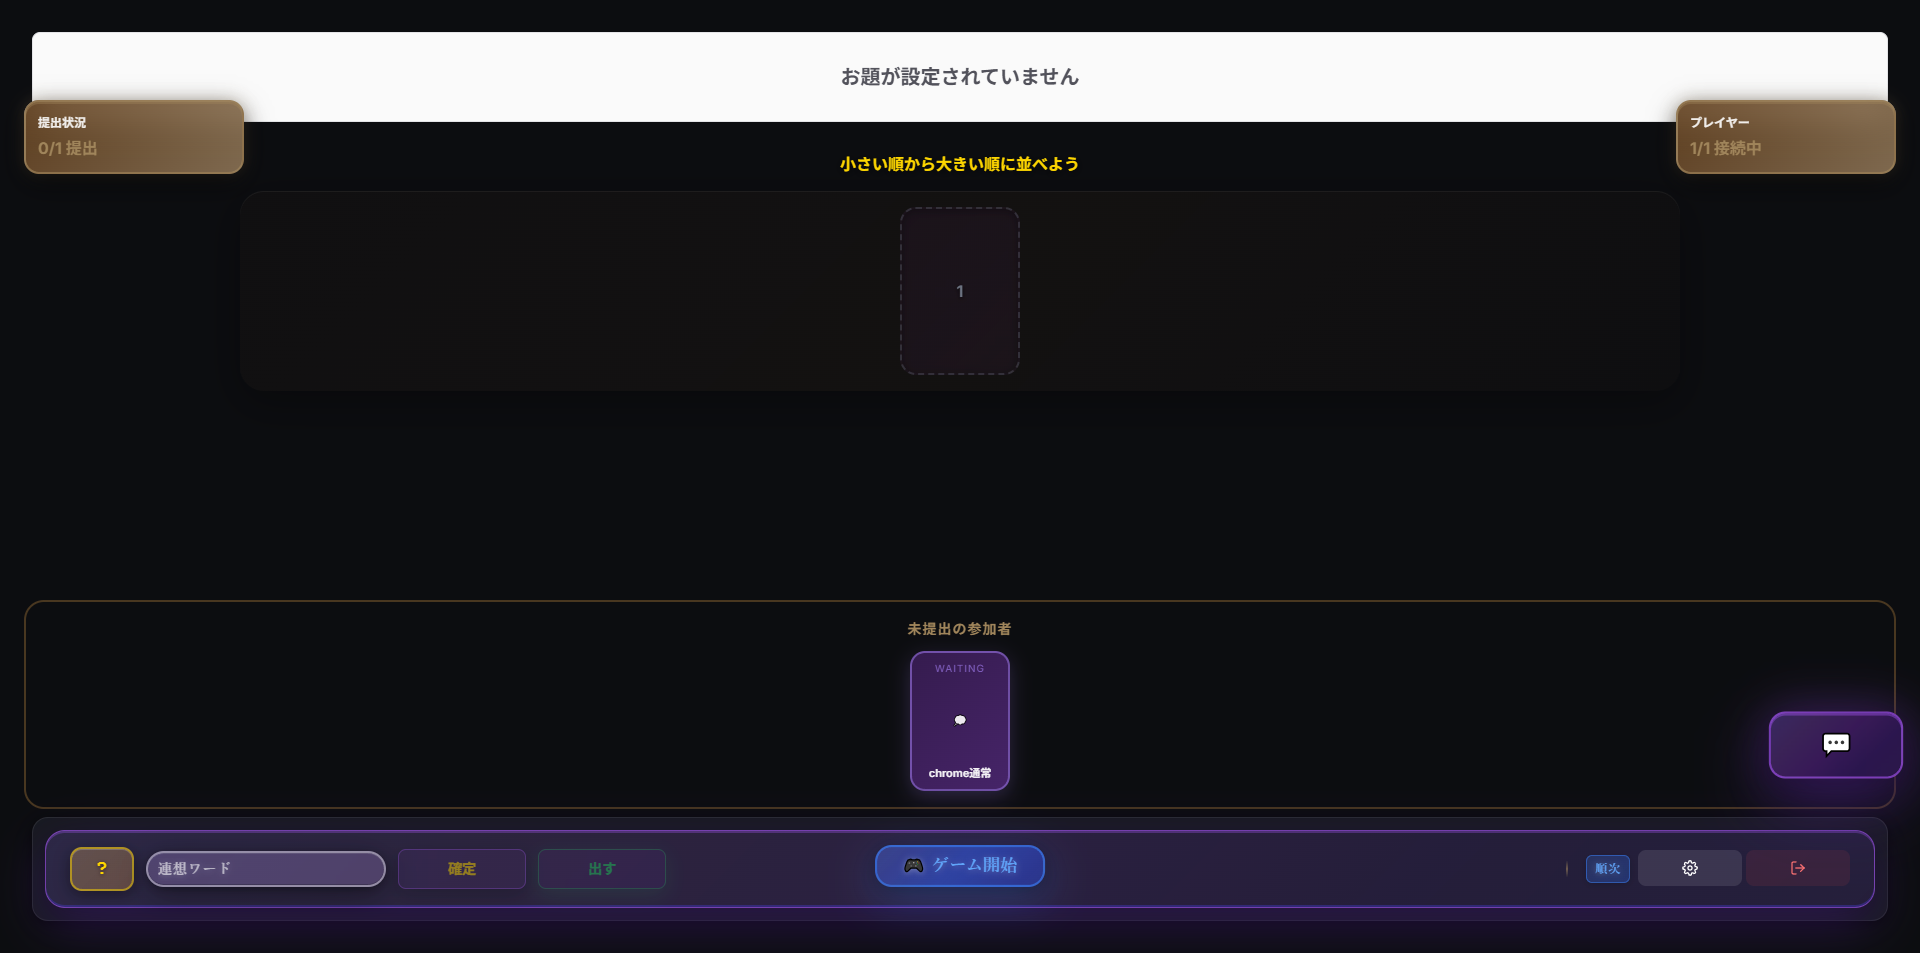 お題が設定されていません
提出状況
0/1 提出
プレイヤー
1/1 接続中
小さい順から大きい順に並べよう
1
未提出の参加者
WAITING
chrome通常
?
連想ワード
確定
出す
🎮 ゲーム開始
順次